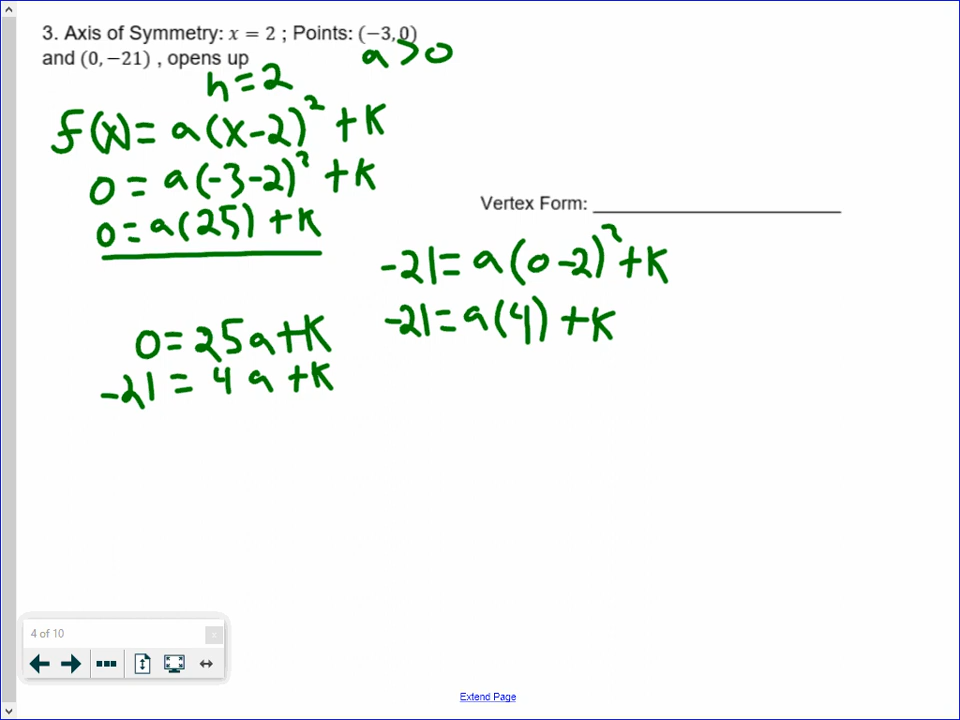 3. Axis of Symmetry: x = 2 ; Points: (−3,0)
and (0,−21) , opens up
a > 0
h = 2
f(x) = a(x-2)² + k
0 = a(-3-2)² + k
0 = a(25) + k
Vertex Form: ____________________
-21 = a(0-2)² + k
-21 = a(4) + k
0 = 25a + k
-21 = 4a + k
4 of 10
Extend Page